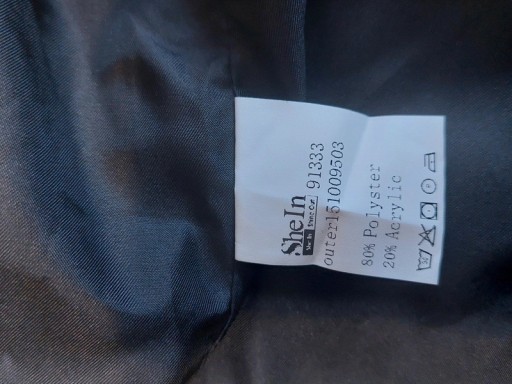 SheIn 91333
outer151009503
80% Polyster
20% Acrylic